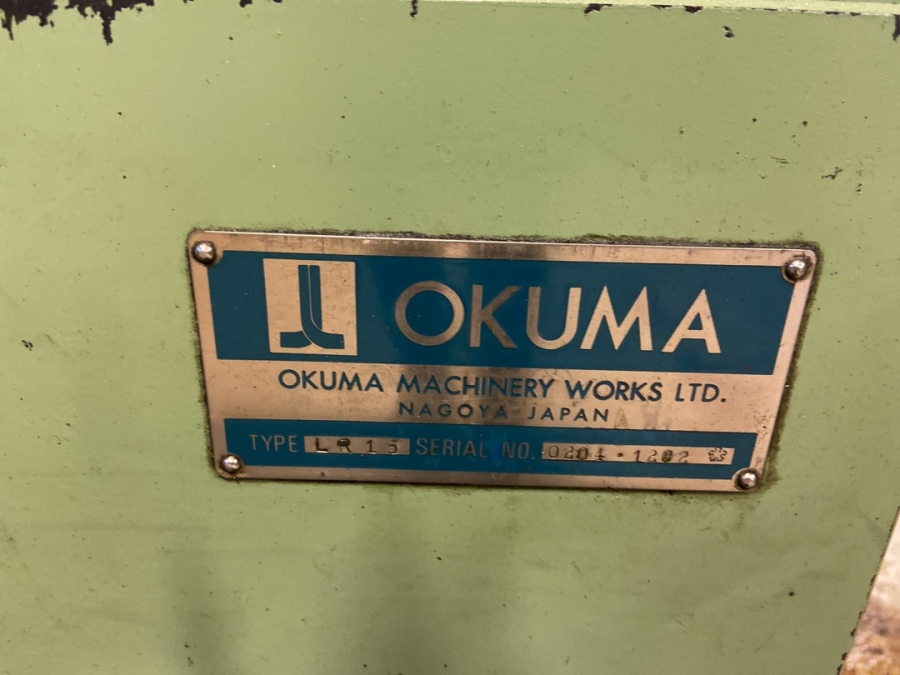 OKUMA
OKUMA MACHINERY WORKS LTD.
NAGOYA JAPAN
TYPE LR15 SERIAL NO. 0204・1202